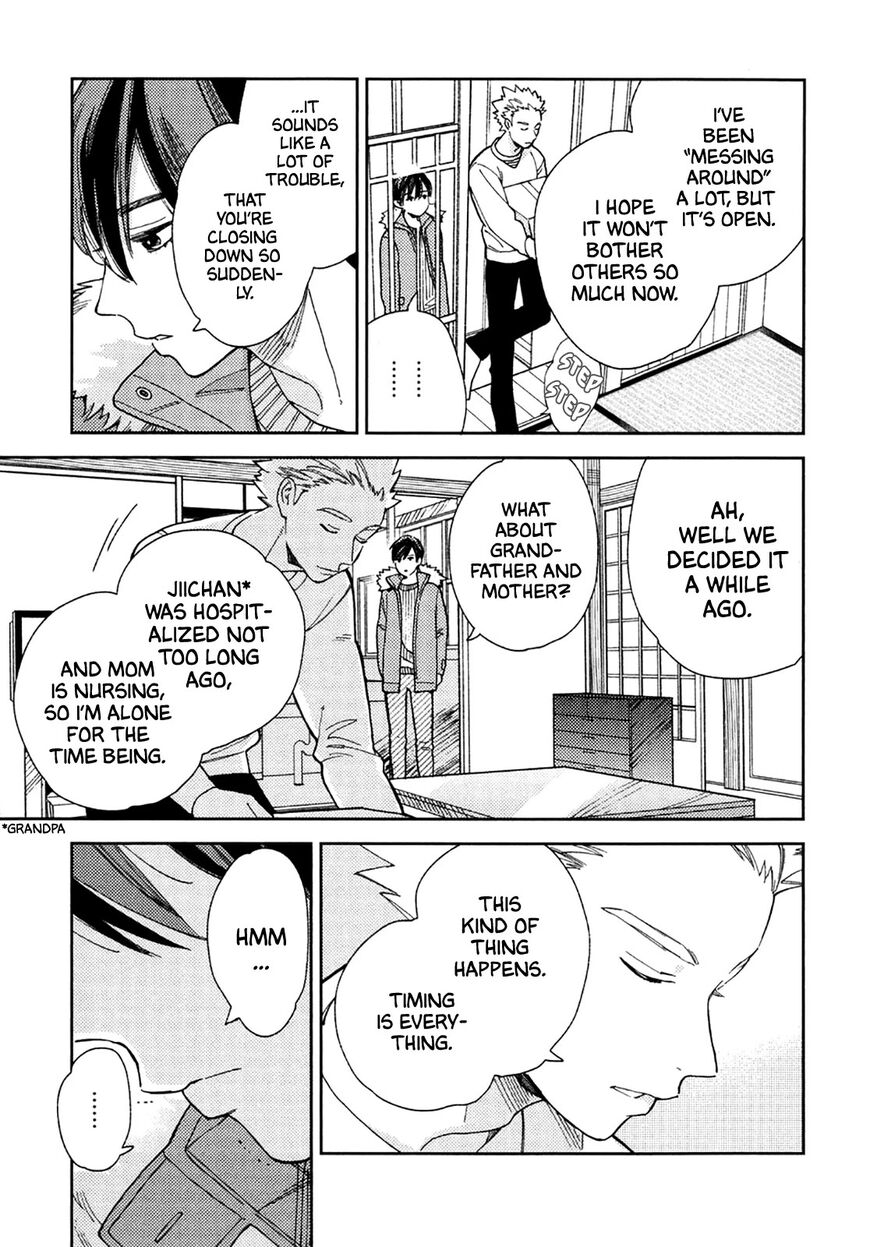 I'VE
BEEN
"MESSING
AROUND"
A LOT, BUT
IT'S OPEN.
I HOPE
IT WON'T
BOTHER
OTHERS SO
MUCH NOW.
STEP
STEP
......
...IT
SOUNDS
LIKE A
LOT OF
TROUBLE,
THAT
YOU'RE
CLOSING
DOWN SO
SUDDEN-
LY.
AH,
WELL WE
DECIDED IT
A WHILE
AGO.
WHAT
ABOUT
GRAND-
FATHER AND
MOTHER?
JIICHAN*
WAS HOSPIT-
ALIZED NOT
TOO LONG
AGO,
AND MOM
IS NURSING,
SO I'M ALONE
FOR THE
TIME BEING.
*GRANDPA
THIS
KIND OF
THING
HAPPENS.
TIMING
IS EVERY-
THING.
HMM
...
......